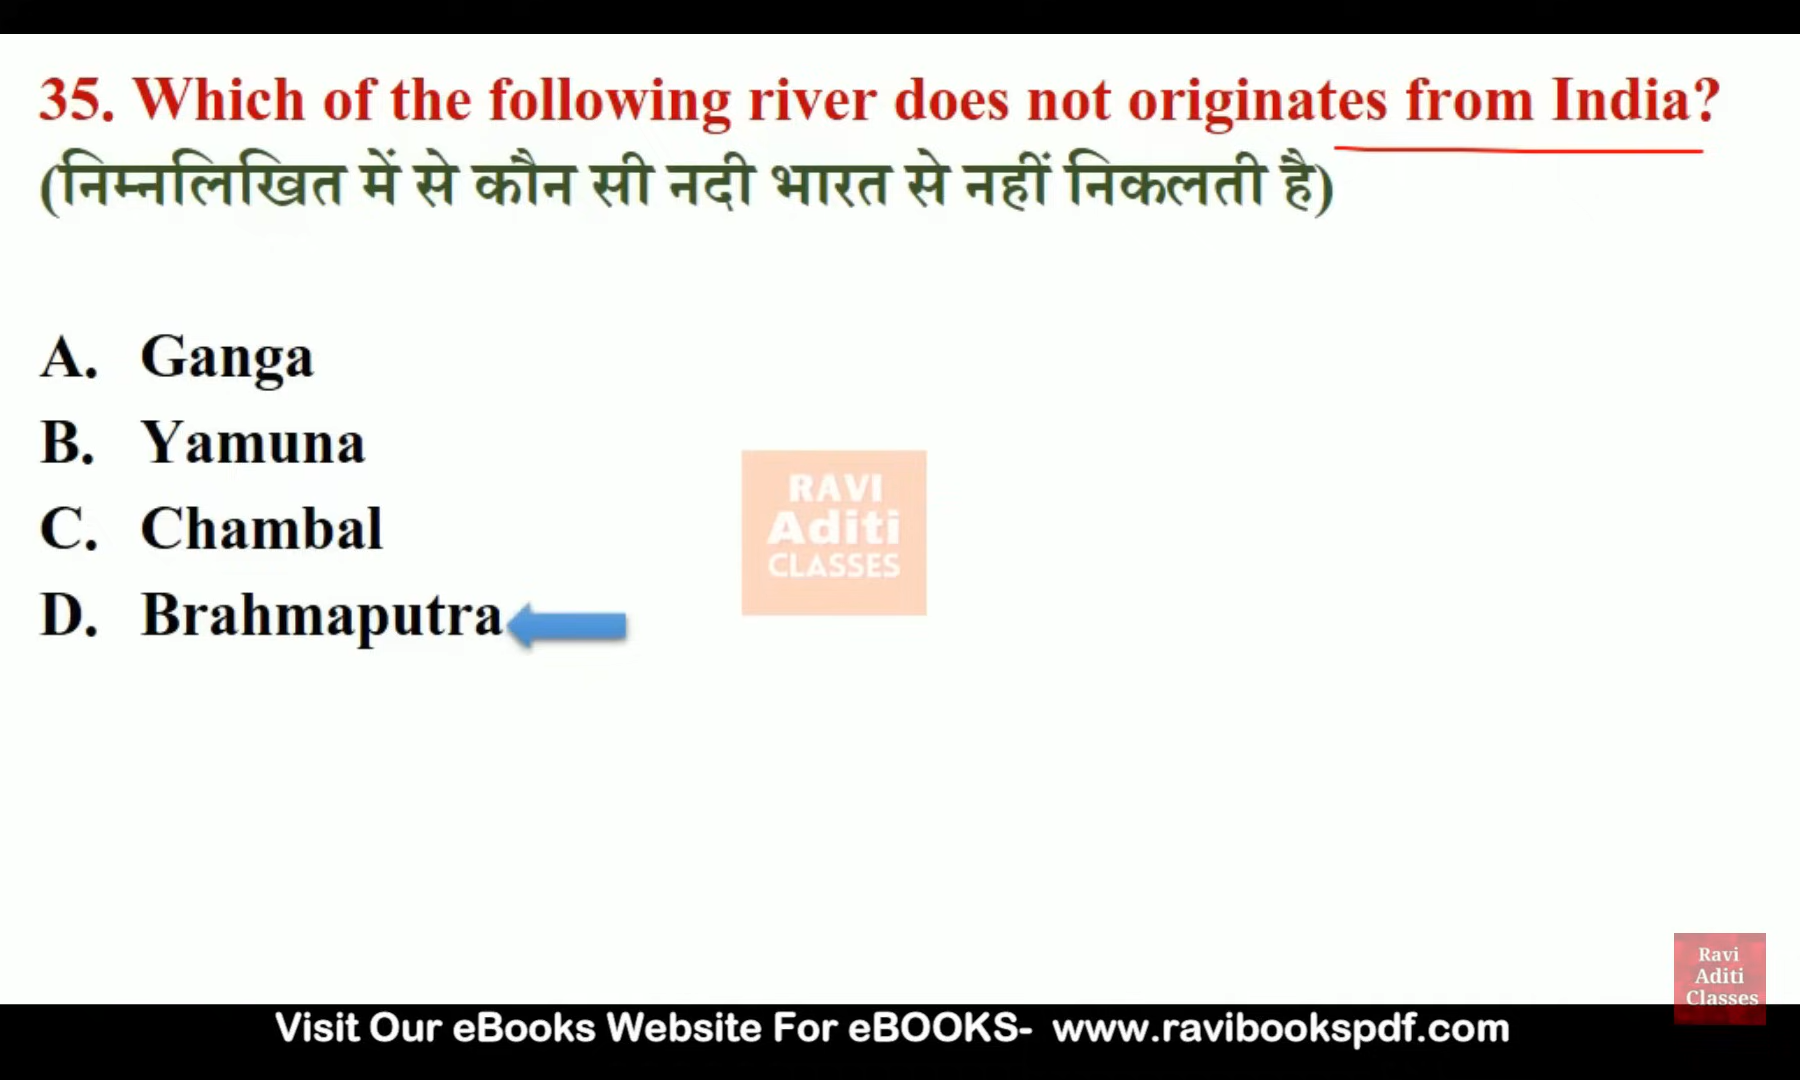 35. Which of the following river does not originates from India?
(निम्नलिखित में से कौन सी नदी भारत से नहीं निकलती है)
A. Ganga
B. Yamuna
C. Chambal
D. Brahmaputra
RAVI
Aditi
CLASSES
Ravi
Aditi
Classes
Visit Our eBooks Website For eBOOKS- www.ravibookspdf.com